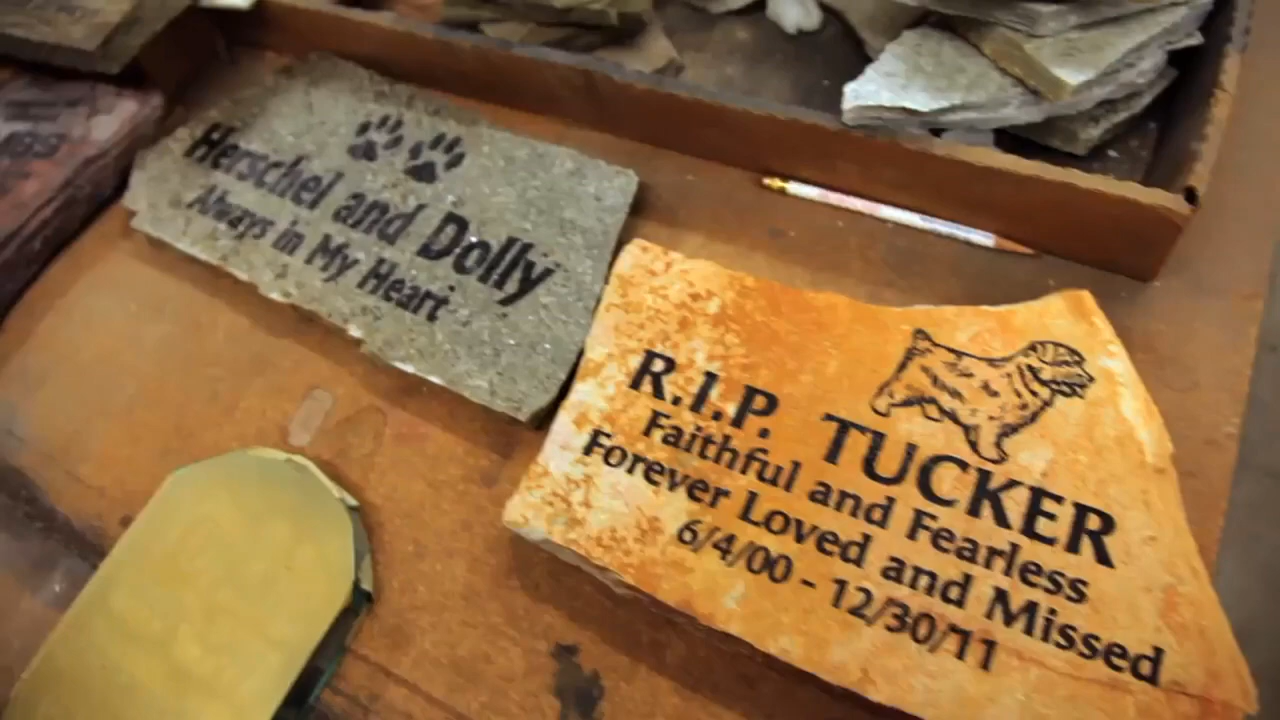 Herschel and Dolly
Always in My Heart
R.I.P. TUCKER
Faithful and Fearless
Forever Loved and Missed
6/4/00 - 12/30/11